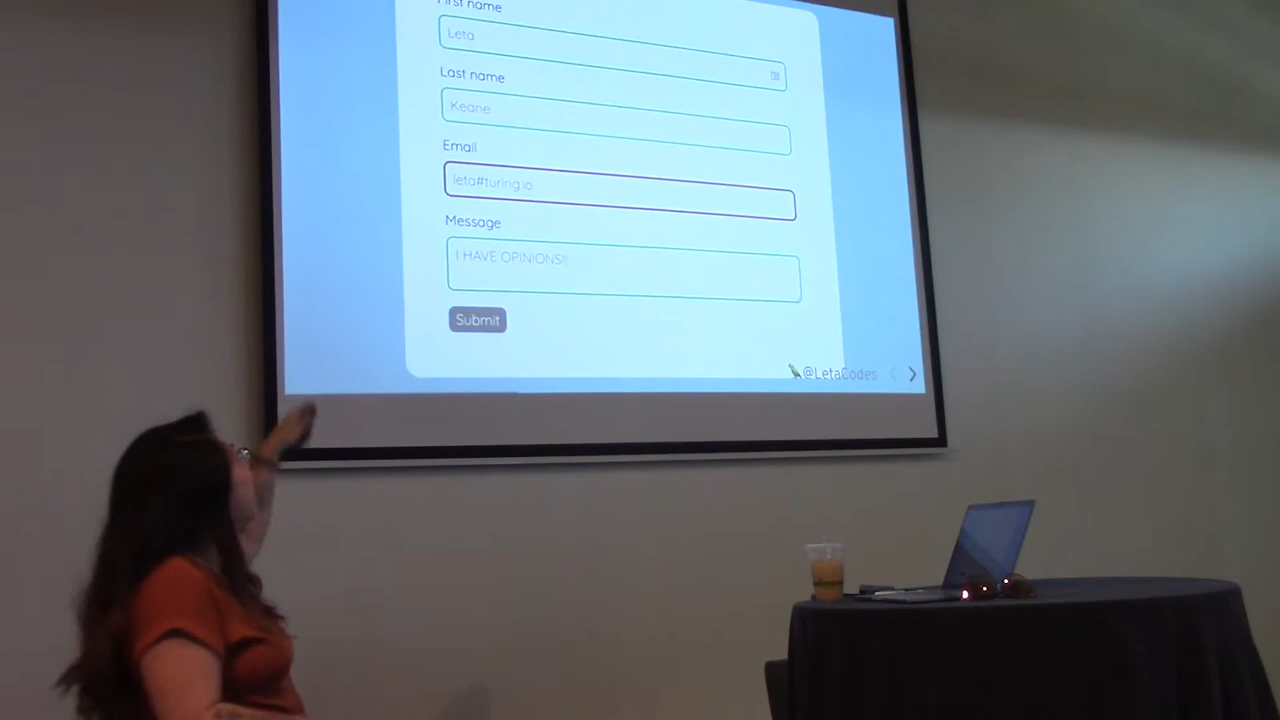 First name
Leta
Last name
Keane
Email
leta#turing.io
Message
I HAVE OPINIONS!!
Submit
@LetaCodes